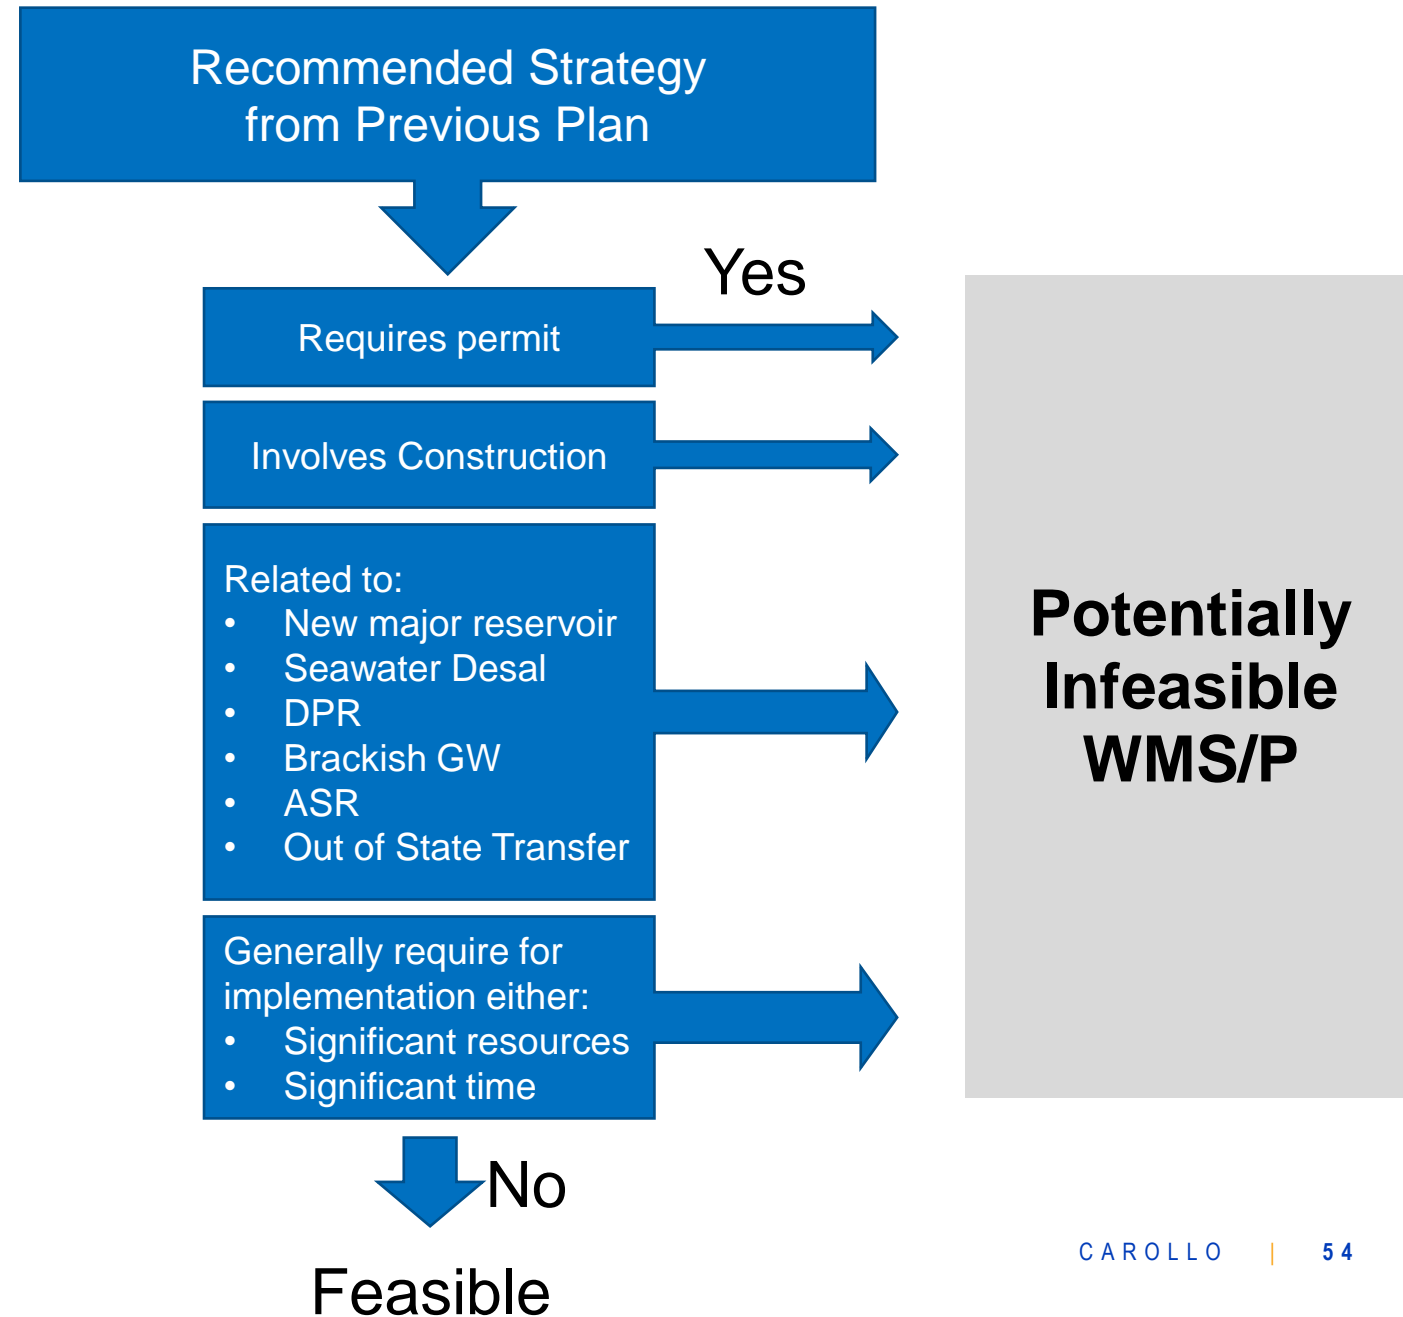 Recommended Strategy
from Previous Plan
Yes
Requires permit
Involves Construction
Related to:
• New major reservoir
• Seawater Desal
• DPR
• Brackish GW
• ASR
• Out of State Transfer
Generally require for
implementation either:
• Significant resources
• Significant time
Potentially
Infeasible
WMS/P
No
Feasible
CAROLLO | 54